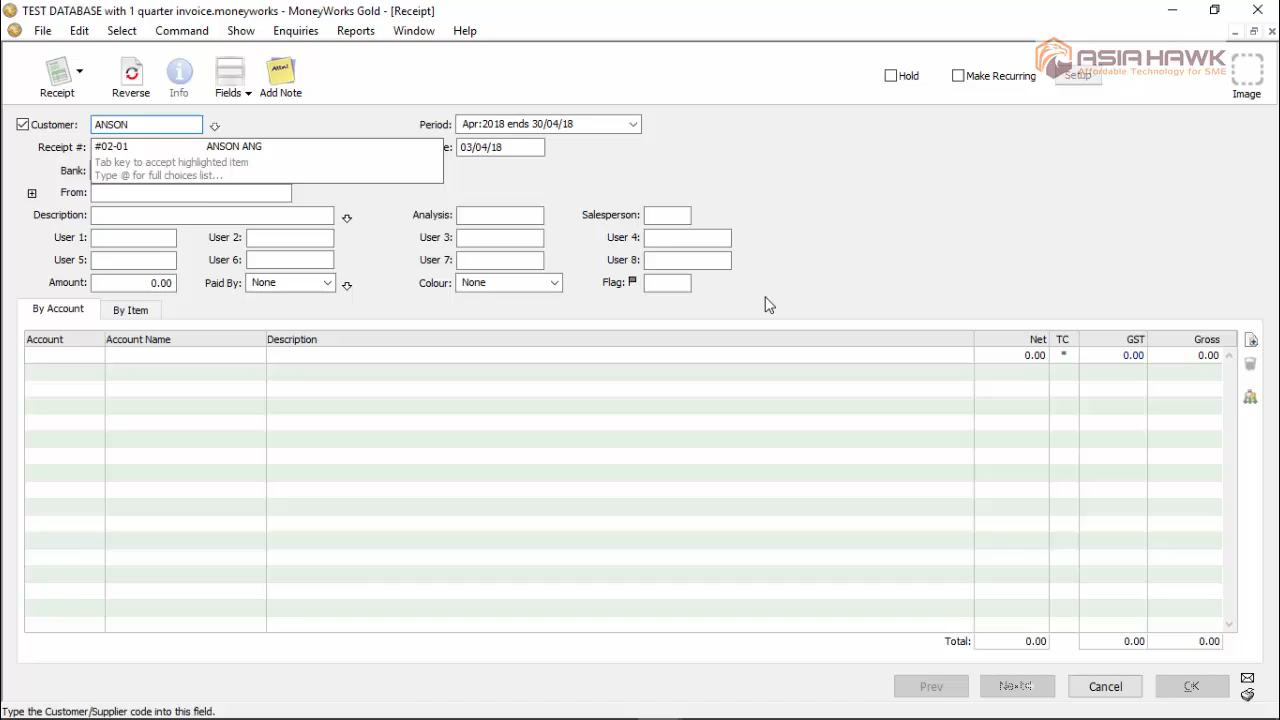 TEST DATABASE with 1 quarter invoice.moneyworks - MoneyWorks Gold - [Receipt]
File Edit Select Command Show Enquiries Reports Window Help
Receipt Reverse Info Fields Add Note Hold Make Recurring Setup Image
ASIA HAWK
Affordable Technology for SME
Customer: ANSON Period: Apr:2018 ends 30/04/18
Receipt #: #02-01 ANSON ANG e: 03/04/18
Tab key to accept highlighted item
Bank: Type @ for full choices list...
From:
Description: Analysis: Salesperson:
User 1: User 2: User 3: User 4:
User 5: User 6: User 7: User 8:
Amount: 0.00 Paid By: None Colour: None Flag:
By Account By Item
Account Account Name Description Net TC GST Gross
0.00 * 0.00 0.00
Total: 0.00 0.00 0.00
Prev Cancel OK
Type the Customer/Supplier code into this field.